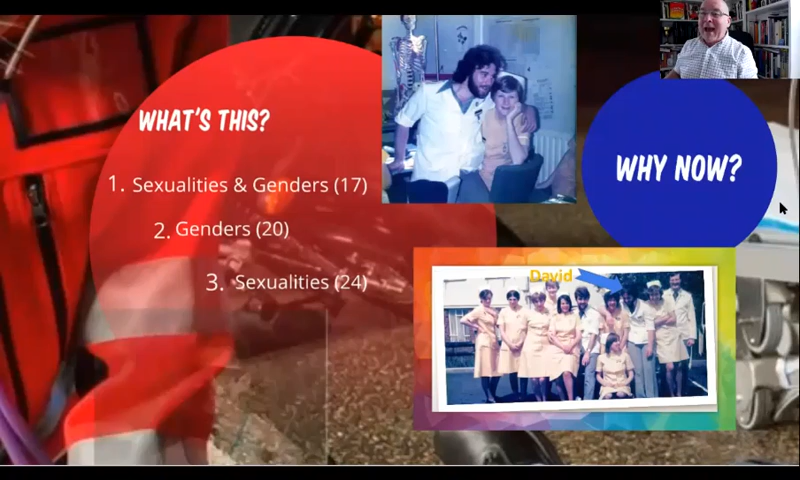 WHAT'S THIS?
1. Sexualities & Genders (17)
2. Genders (20)
3. Sexualities (24)
WHY NOW?
David